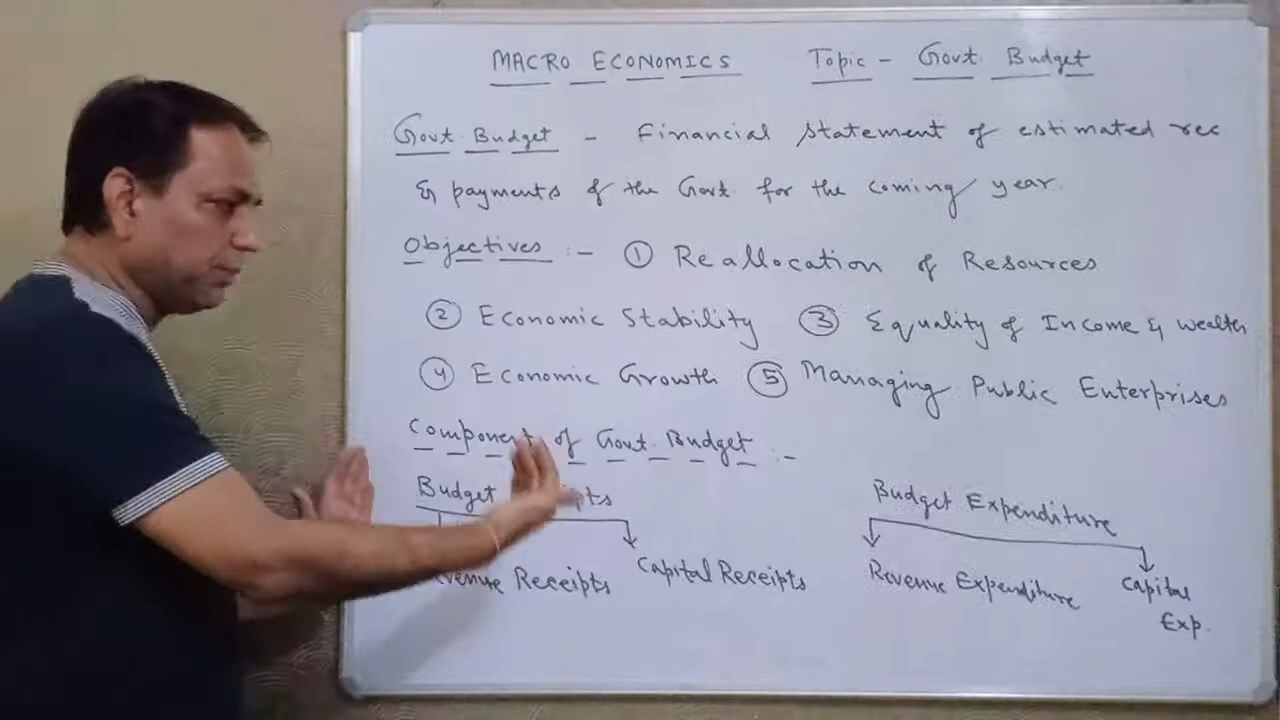 MACRO ECONOMICS Topic - Govt. Budget
Govt. Budget - Financial statement of estimated rec
& payments of the Govt. for the coming year.
Objectives :- ① Reallocation of Resources
② Economic Stability ③ Equality of Income & wealth
④ Economic Growth ⑤ Managing Public Enterprises
Component of Govt. Budget :-
Budget Expenditure
Budget
Capital Receipts
Receipts
Revenue Expenditure
Capital
Exp.